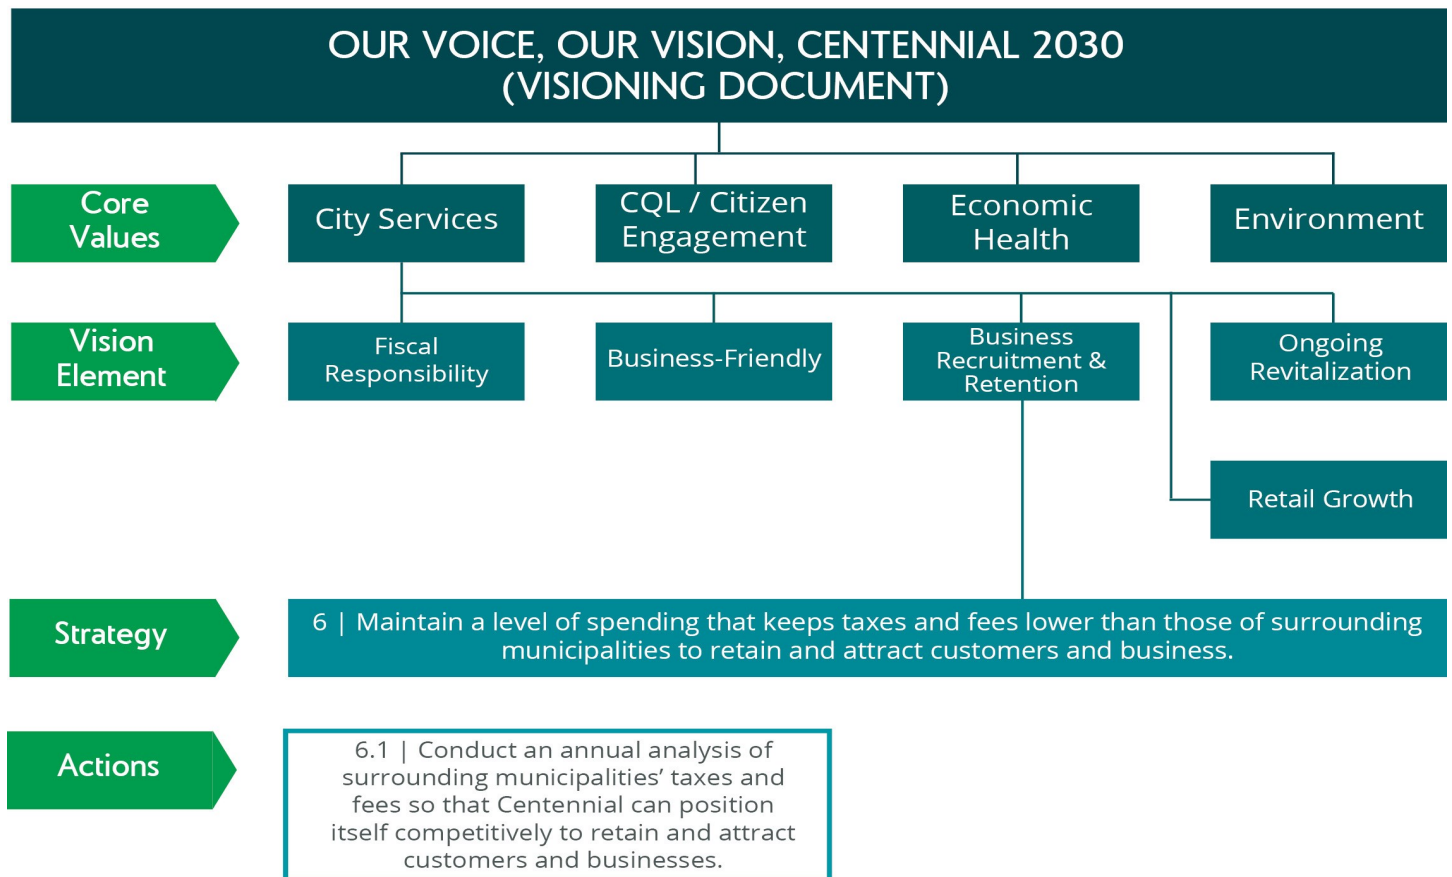 OUR VOICE, OUR VISION, CENTENNIAL 2030
(VISIONING DOCUMENT)
Core
Values
City Services
CQL / Citizen
Engagement
Economic
Health
Environment
Vision
Element
Fiscal
Responsibility
Business-Friendly
Business
Recruitment &
Retention
Ongoing
Revitalization
Retail Growth
Strategy
6 | Maintain a level of spending that keeps taxes and fees lower than those of surrounding
municipalities to retain and attract customers and business.
Actions
6.1 | Conduct an annual analysis of
surrounding municipalities’ taxes and
fees so that Centennial can position
itself competitively to retain and attract
customers and businesses.